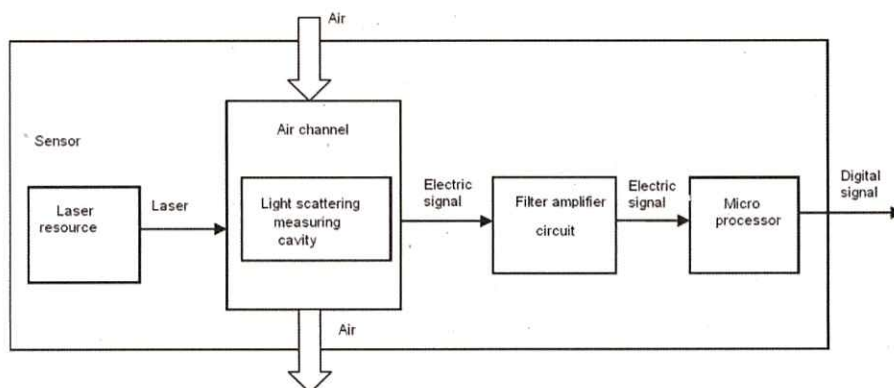 Air
Air channel
Sensor
Laser
resource
Laser
Light scattering
measuring
cavity
Electric
signal
Filter amplifier
circuit
Electric
signal
Micro
processor
Digital
signal
Air